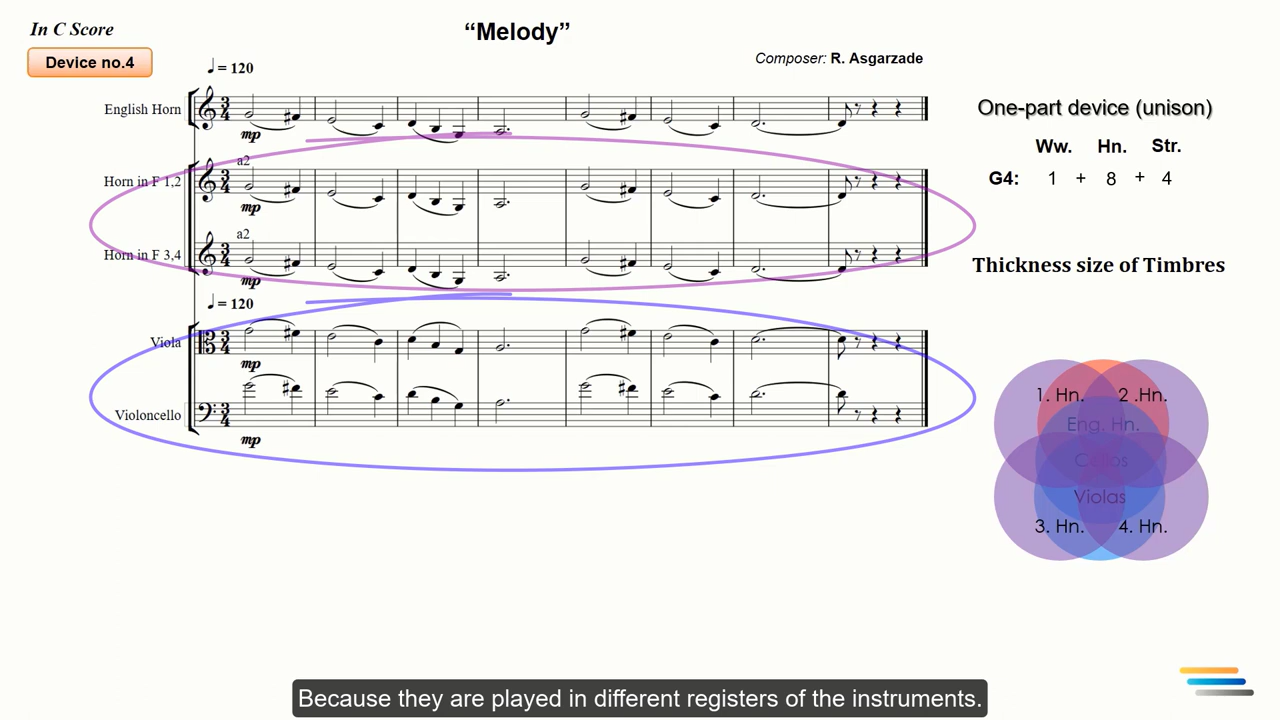 In C Score
“Melody”
Device no.4
Composer: R. Asgarzade
♩= 120
English Horn
mp
a2
Horn in F 1,2
mp
a2
Horn in F 3,4
mp
♩= 120
Viola
mp
Violoncello
mp
One-part device (unison)
Ww. Hn. Str.
G4: 1 + 8 + 4
Thickness size of Timbres
1. Hn. 2 .Hn.
Eng. Hn.
Cellos
Violas
3. Hn. 4. Hn.
Because they are played in different registers of the instruments.